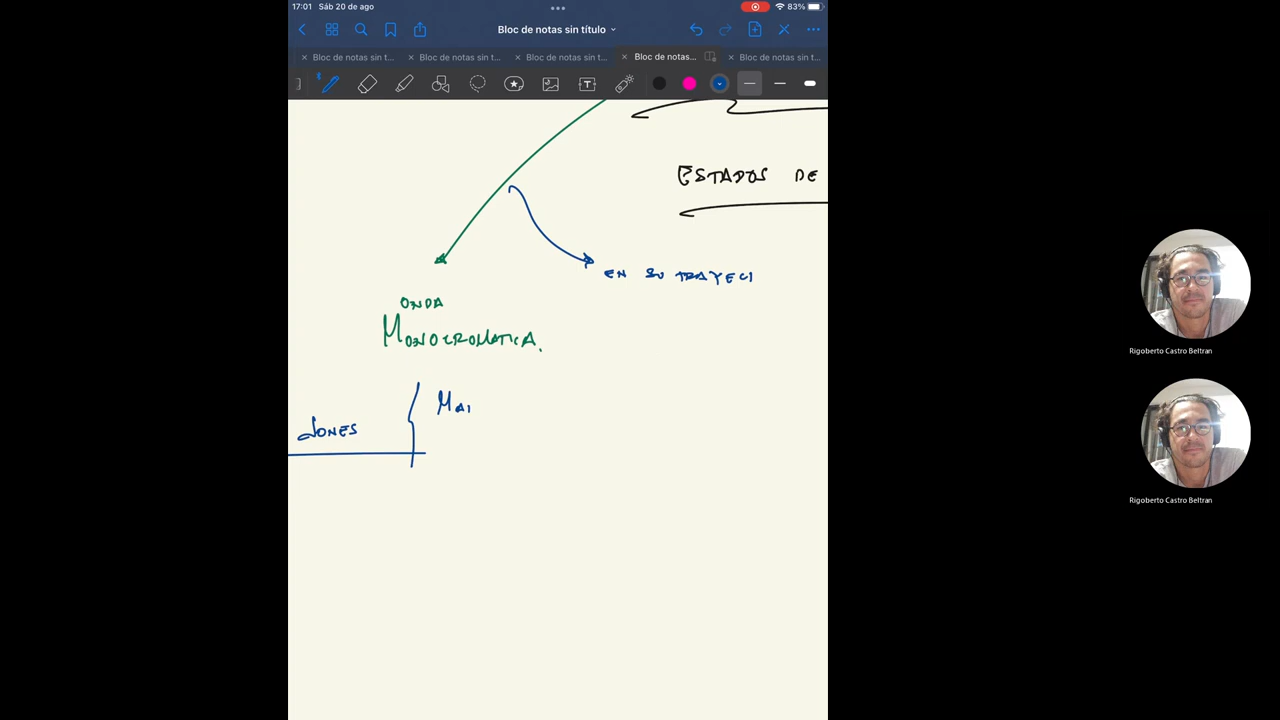 17:01 Sáb 20 de ago
83%
Bloc de notas sin título
Bloc de notas sin t...
Bloc de notas sin t...
Bloc de notas sin t...
Bloc de notas...
Bloc de notas sin t...
ESTADOS DE
EN SU TRAYECI
ONDA
MONOCROMATICA.
JONES
MAI
Rigoberto Castro Beltran
Rigoberto Castro Beltran